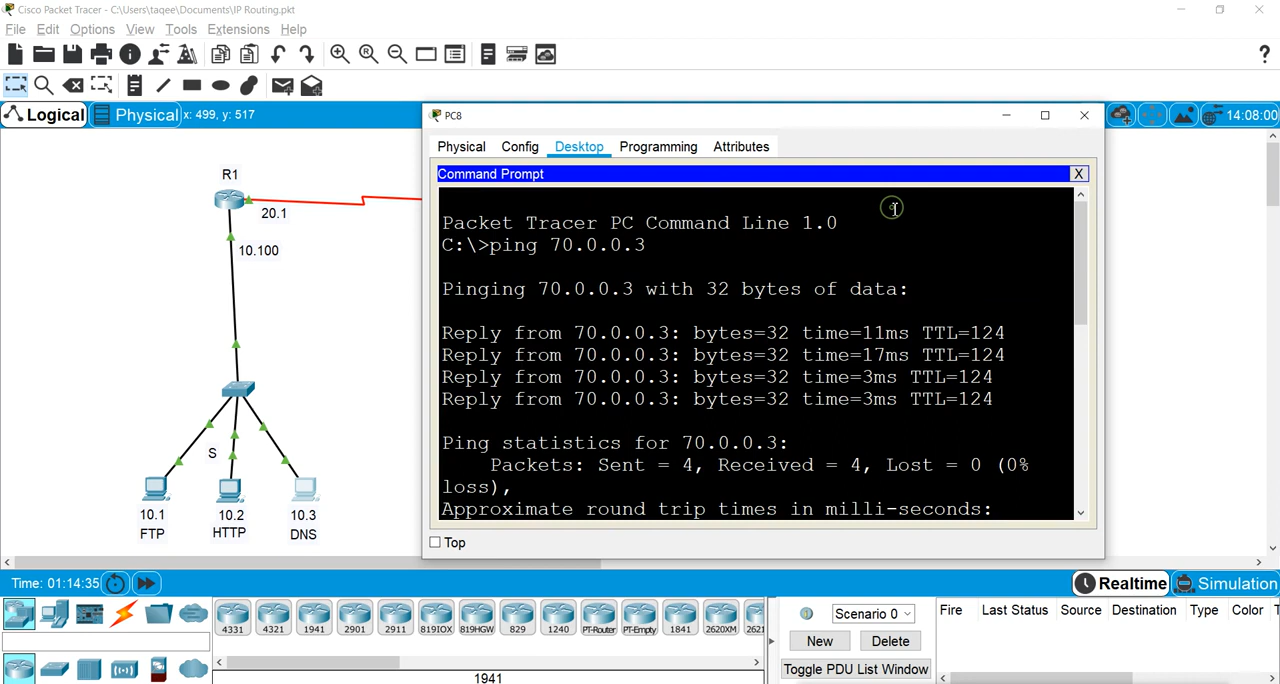 Cisco Packet Tracer - C:\Users\taqee\Documents\IP Routing.pkt
File Edit Options View Tools Extensions Help
?
Logical Physical x: 499, y: 517 14:08:00
PC8
Physical Config Desktop Programming Attributes
Command Prompt X
Packet Tracer PC Command Line 1.0
C:\>ping 70.0.0.3
Pinging 70.0.0.3 with 32 bytes of data:
Reply from 70.0.0.3: bytes=32 time=11ms TTL=124
Reply from 70.0.0.3: bytes=32 time=17ms TTL=124
Reply from 70.0.0.3: bytes=32 time=3ms TTL=124
Reply from 70.0.0.3: bytes=32 time=3ms TTL=124
Ping statistics for 70.0.0.3:
Packets: Sent = 4, Received = 4, Lost = 0 (0%
loss),
Approximate round trip times in milli-seconds:
Top
R1
20.1
10.100
S
10.1 10.2 10.3
FTP HTTP DNS
Time: 01:14:35 Realtime Simulation
4331 4321 1941 2901 2911 819IOX 819HGW 829 1240 PT-Router PT-Empty 1841 2620XM 2621
1941
Scenario 0
New Delete
Toggle PDU List Window
Fire Last Status Source Destination Type Color T